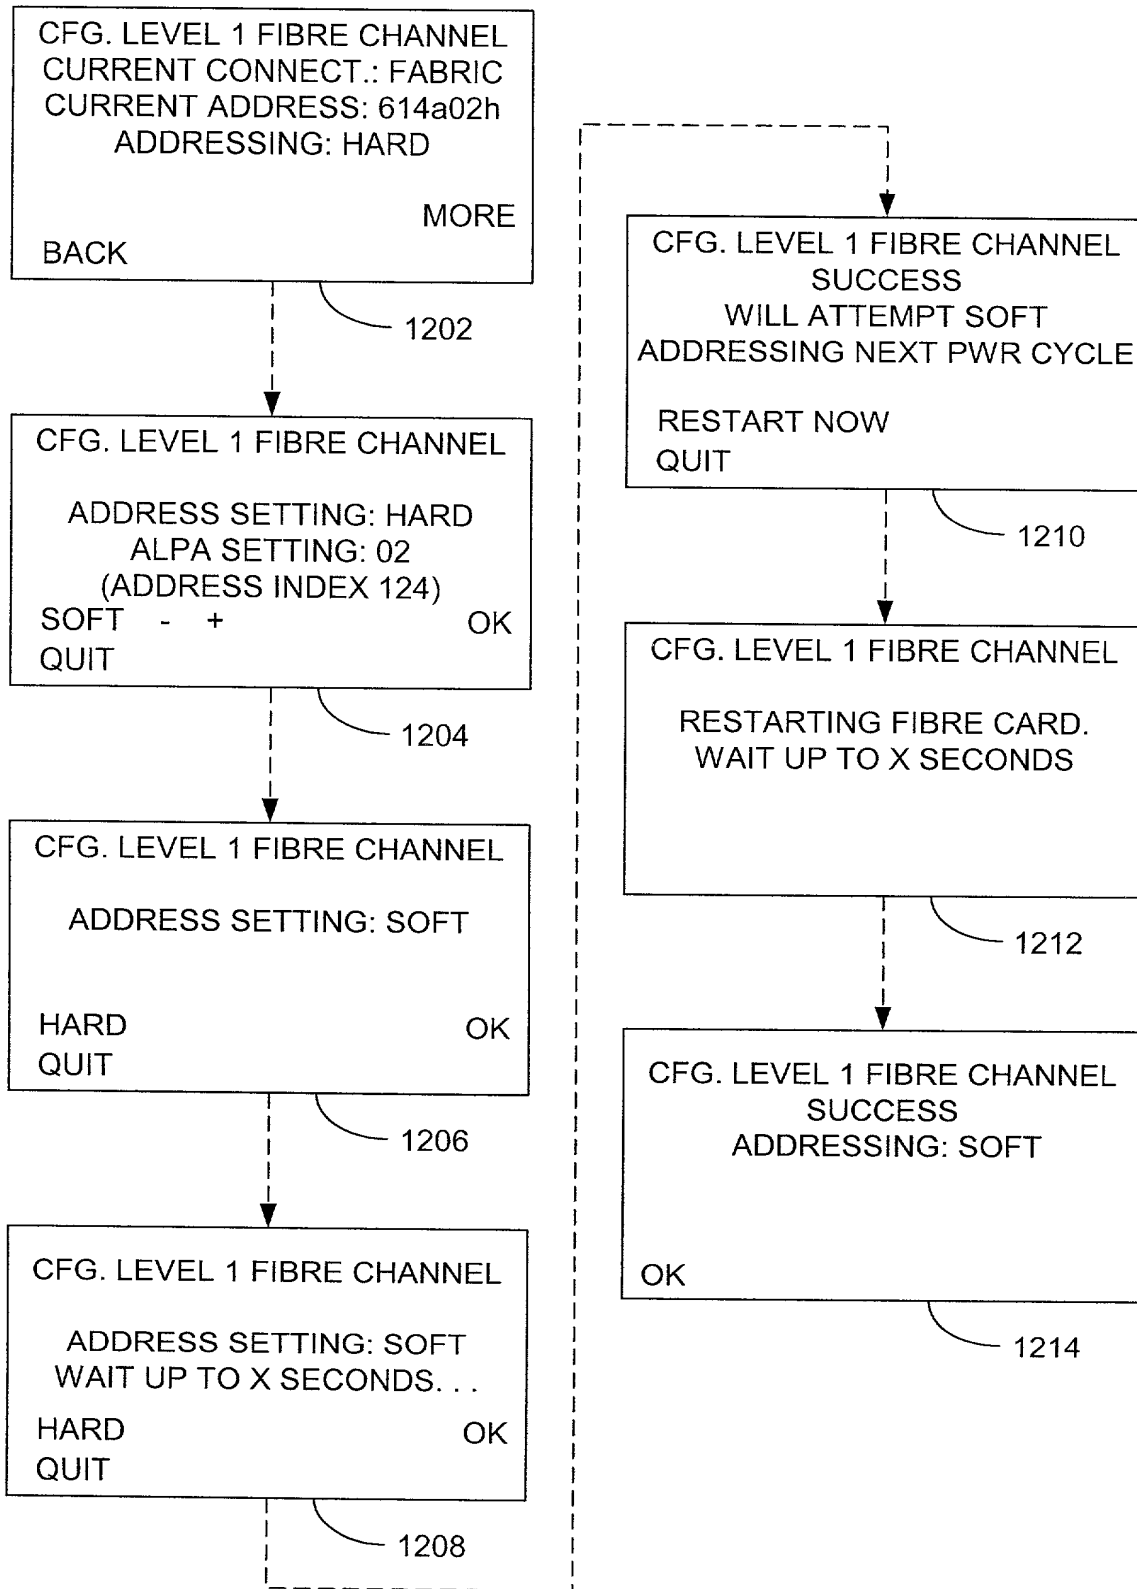 CFG. LEVEL 1 FIBRE CHANNEL
CURRENT CONNECT.: FABRIC
CURRENT ADDRESS: 614a02h
ADDRESSING: HARD
MORE
BACK
1202
CFG. LEVEL 1 FIBRE CHANNEL
ADDRESS SETTING: HARD
ALPA SETTING: 02
(ADDRESS INDEX 124)
SOFT - + OK
QUIT
1204
CFG. LEVEL 1 FIBRE CHANNEL
ADDRESS SETTING: SOFT
HARD OK
QUIT
1206
CFG. LEVEL 1 FIBRE CHANNEL
ADDRESS SETTING: SOFT
WAIT UP TO X SECONDS. . .
HARD OK
QUIT
1208
CFG. LEVEL 1 FIBRE CHANNEL
SUCCESS
WILL ATTEMPT SOFT
ADDRESSING NEXT PWR CYCLE
RESTART NOW
QUIT
1210
CFG. LEVEL 1 FIBRE CHANNEL
RESTARTING FIBRE CARD.
WAIT UP TO X SECONDS
1212
CFG. LEVEL 1 FIBRE CHANNEL
SUCCESS
ADDRESSING: SOFT
OK
1214